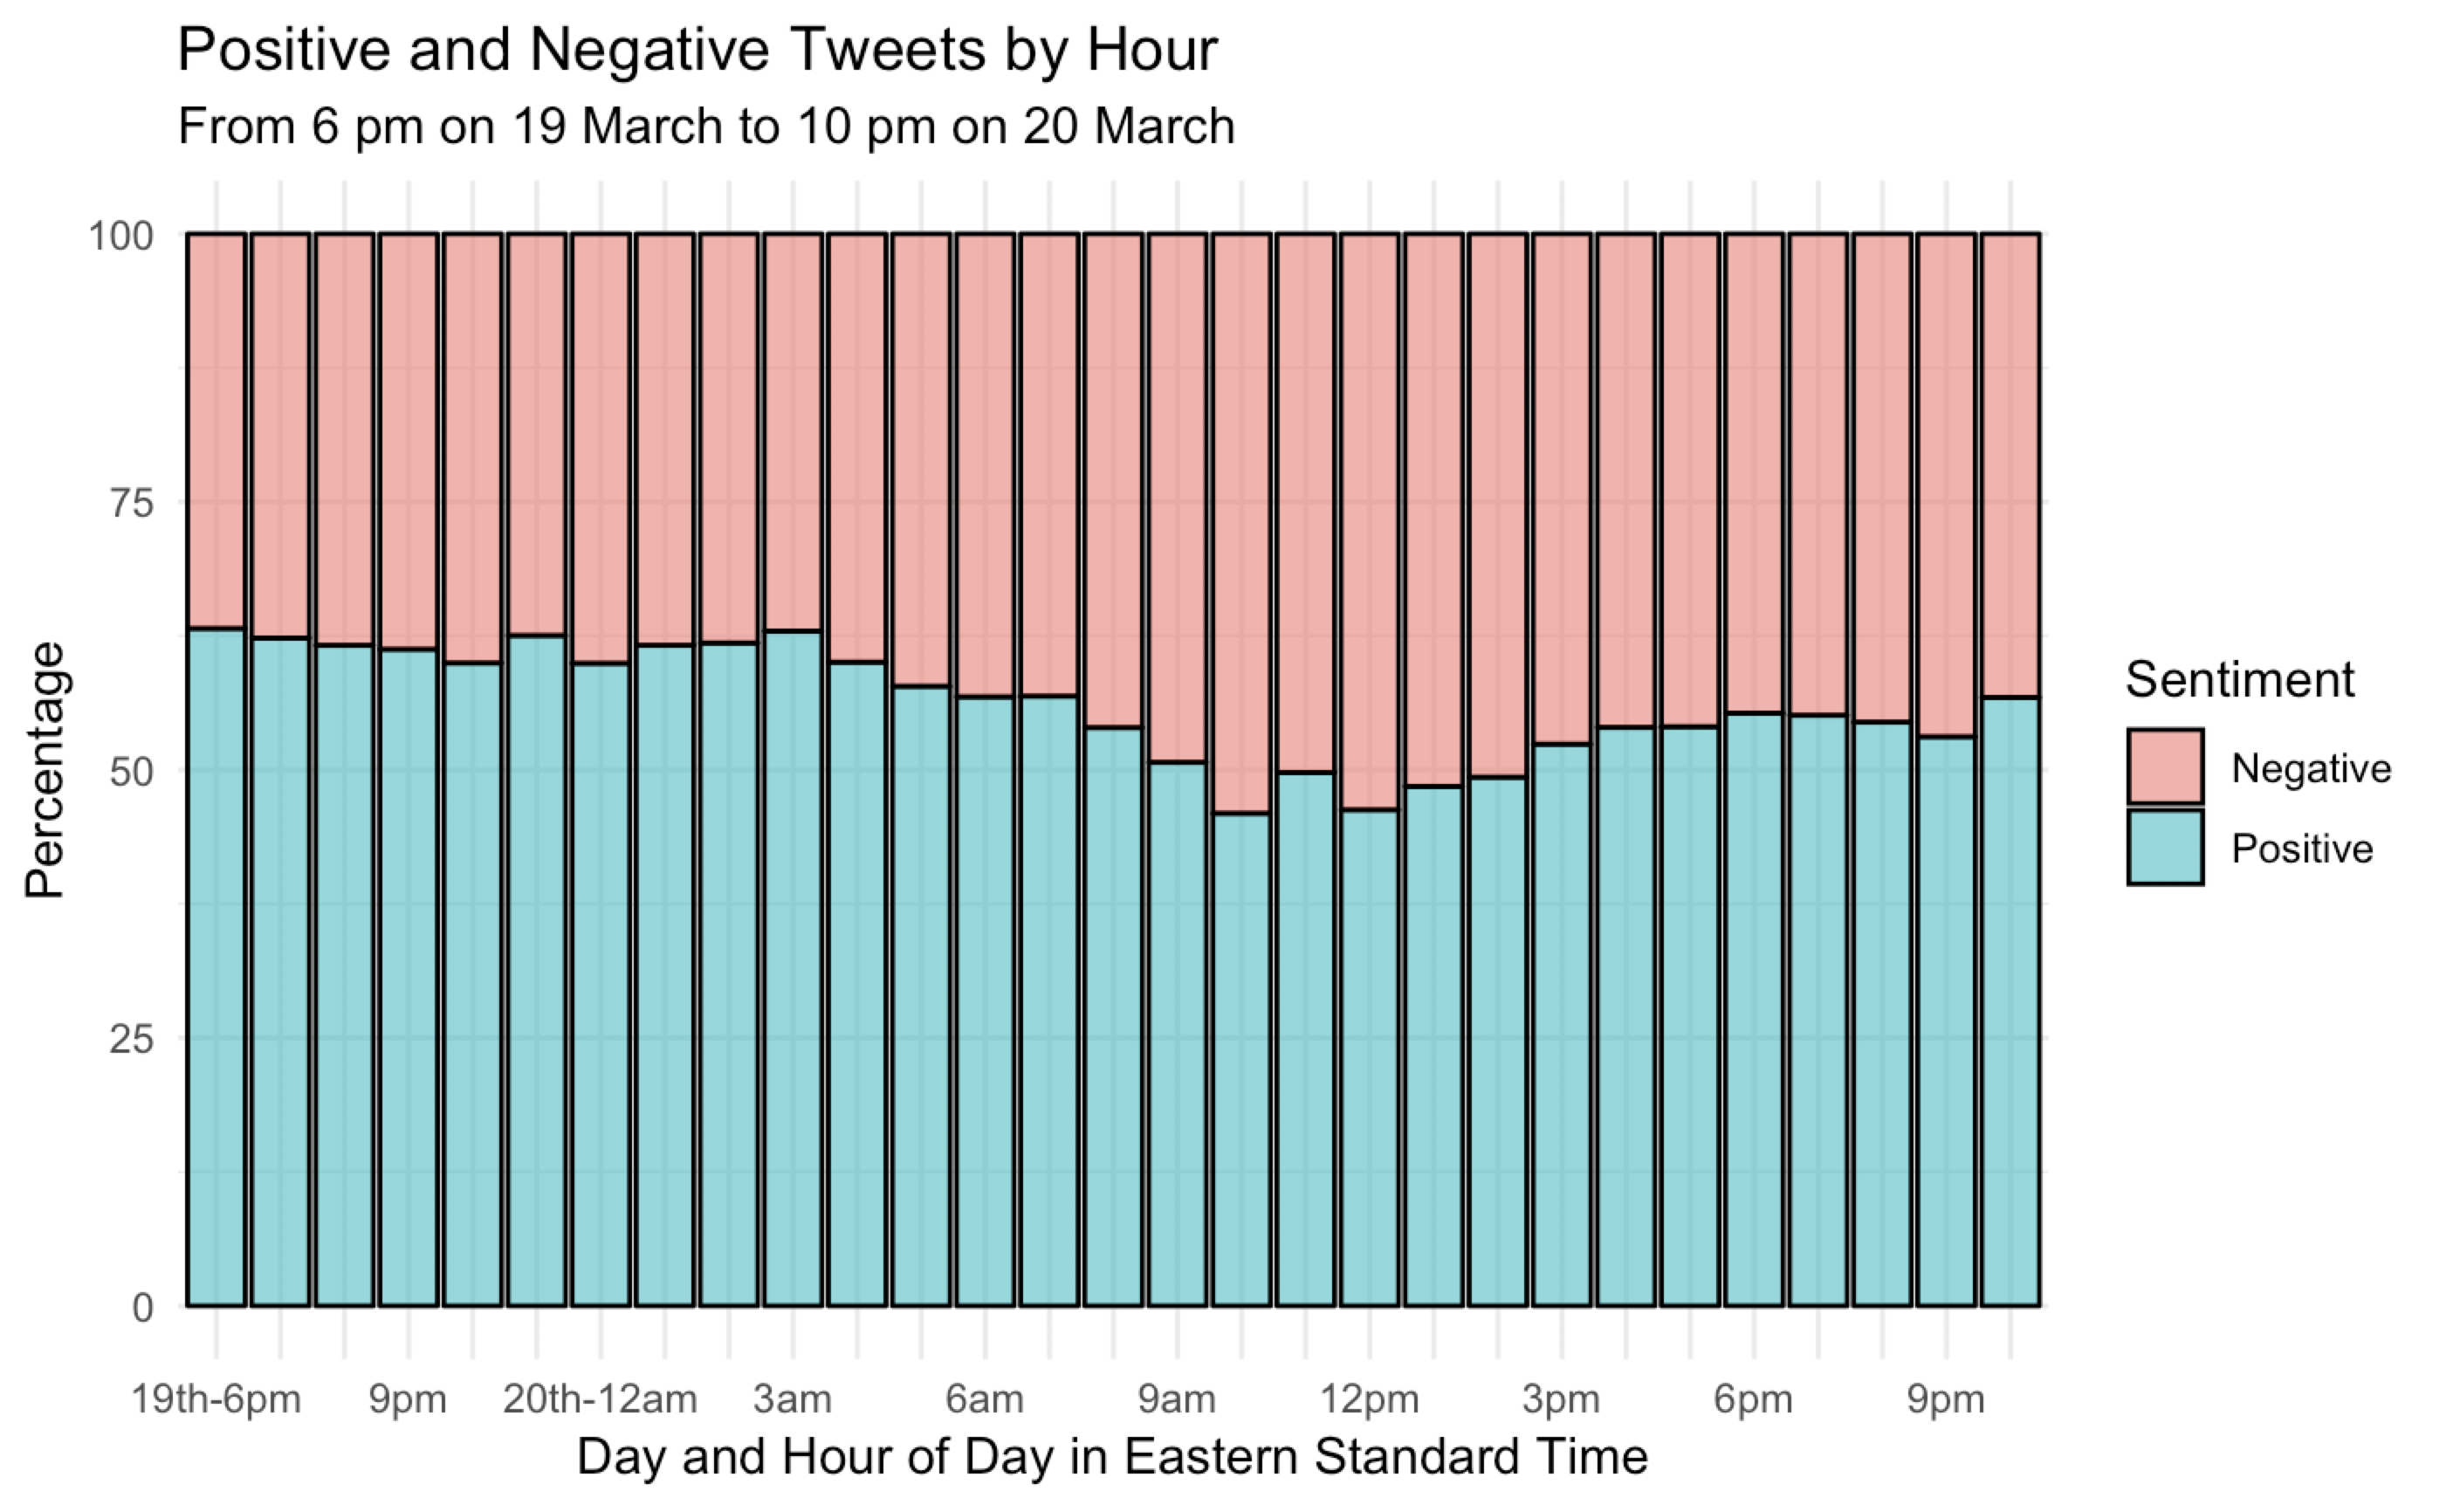 Positive and Negative Tweets by Hour
From 6 pm on 19 March to 10 pm on 20 March
Percentage
100
75
50
25
0
19th-6pm 9pm 20th-12am 3am 6am 9am 12pm 3pm 6pm 9pm
Day and Hour of Day in Eastern Standard Time
Sentiment
Negative
Positive